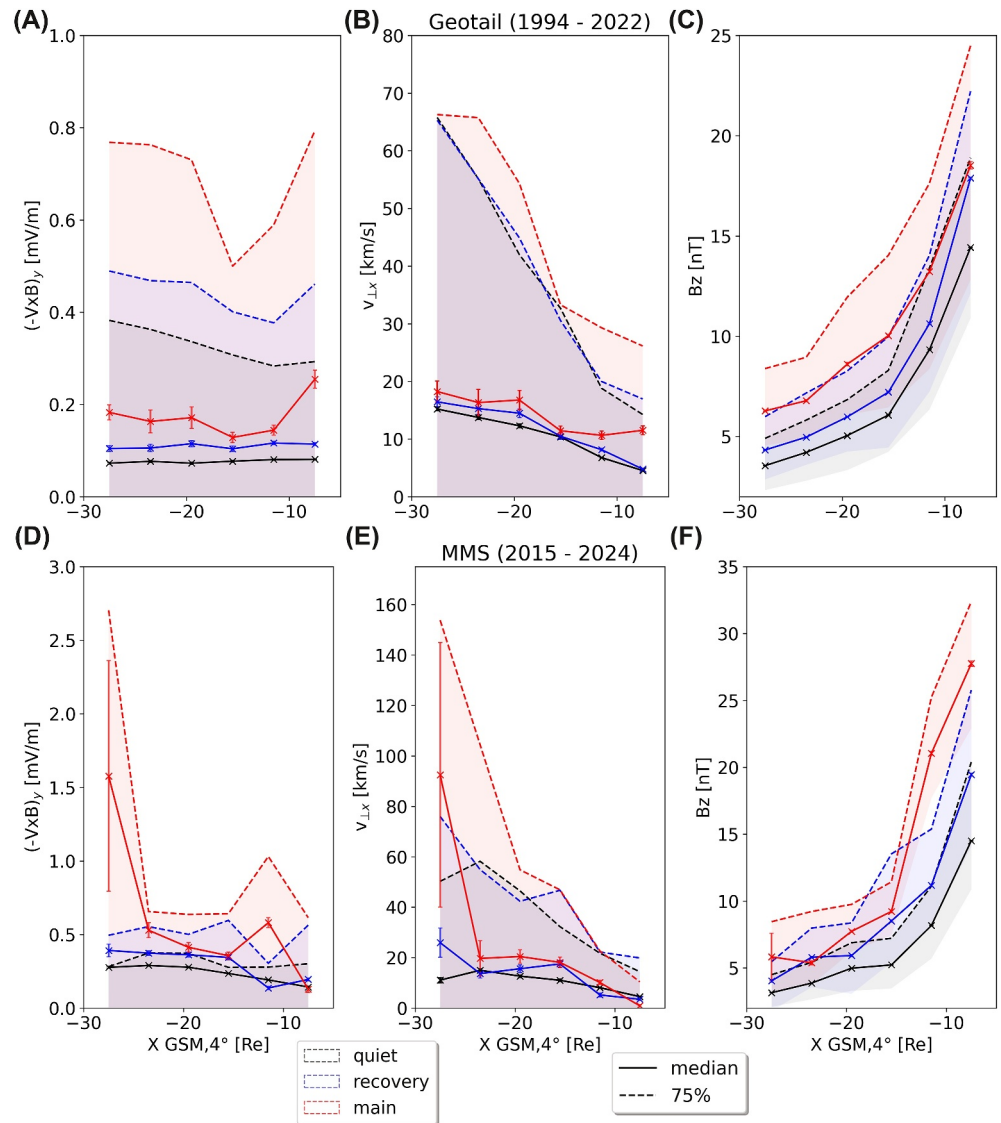 (A)
(B)
Geotail (1994 - 2022)
(C)
1.0
0.8
0.6
0.4
0.2
0.0
(-VxB)y [mV/m]
−30
−20
−10
80
70
60
50
40
30
20
10
0
v⊥x [km/s]
−30
−20
−10
25
20
15
10
5
Bz [nT]
−30
−20
−10
(D)
(E)
MMS (2015 - 2024)
(F)
3.0
2.5
2.0
1.5
1.0
0.5
0.0
(-VxB)y [mV/m]
−30
−20
−10
X GSM,4° [Re]
160
140
120
100
80
60
40
20
0
v⊥x [km/s]
−30
−20
−10
X GSM,4° [Re]
35
30
25
20
15
10
5
Bz [nT]
−30
−20
−10
X GSM,4° [Re]
quiet
recovery
main
median
75%